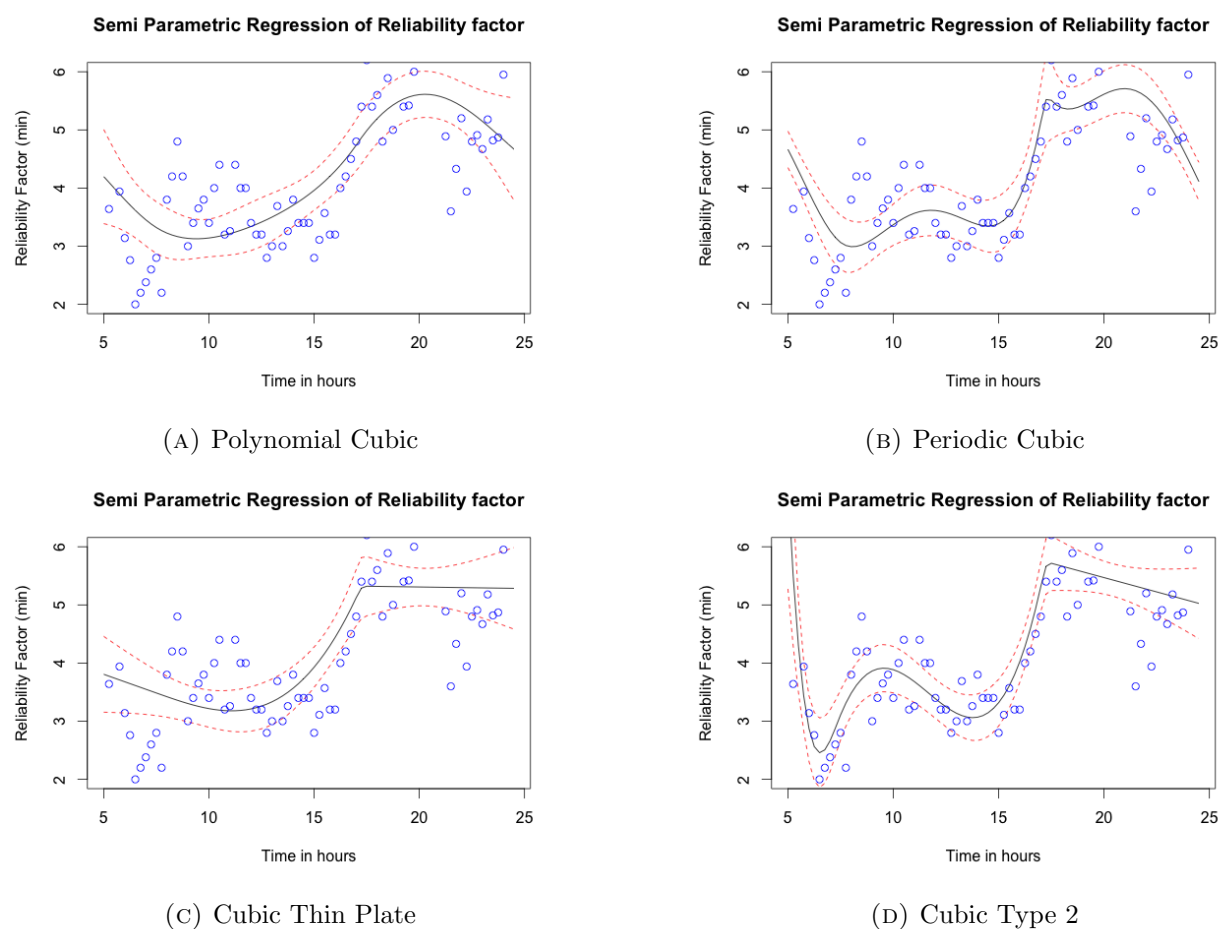 Semi Parametric Regression of Reliability factor
Reliability Factor (min)
6
5
4
3
2
5 10 15 20 25
Time in hours
(A) Polynomial Cubic
Semi Parametric Regression of Reliability factor
Reliability Factor (min)
6
5
4
3
2
5 10 15 20 25
Time in hours
(B) Periodic Cubic
Semi Parametric Regression of Reliability factor
Reliability Factor (min)
6
5
4
3
2
5 10 15 20 25
Time in hours
(C) Cubic Thin Plate
Semi Parametric Regression of Reliability factor
Reliability Factor (min)
6
5
4
3
2
5 10 15 20 25
Time in hours
(D) Cubic Type 2